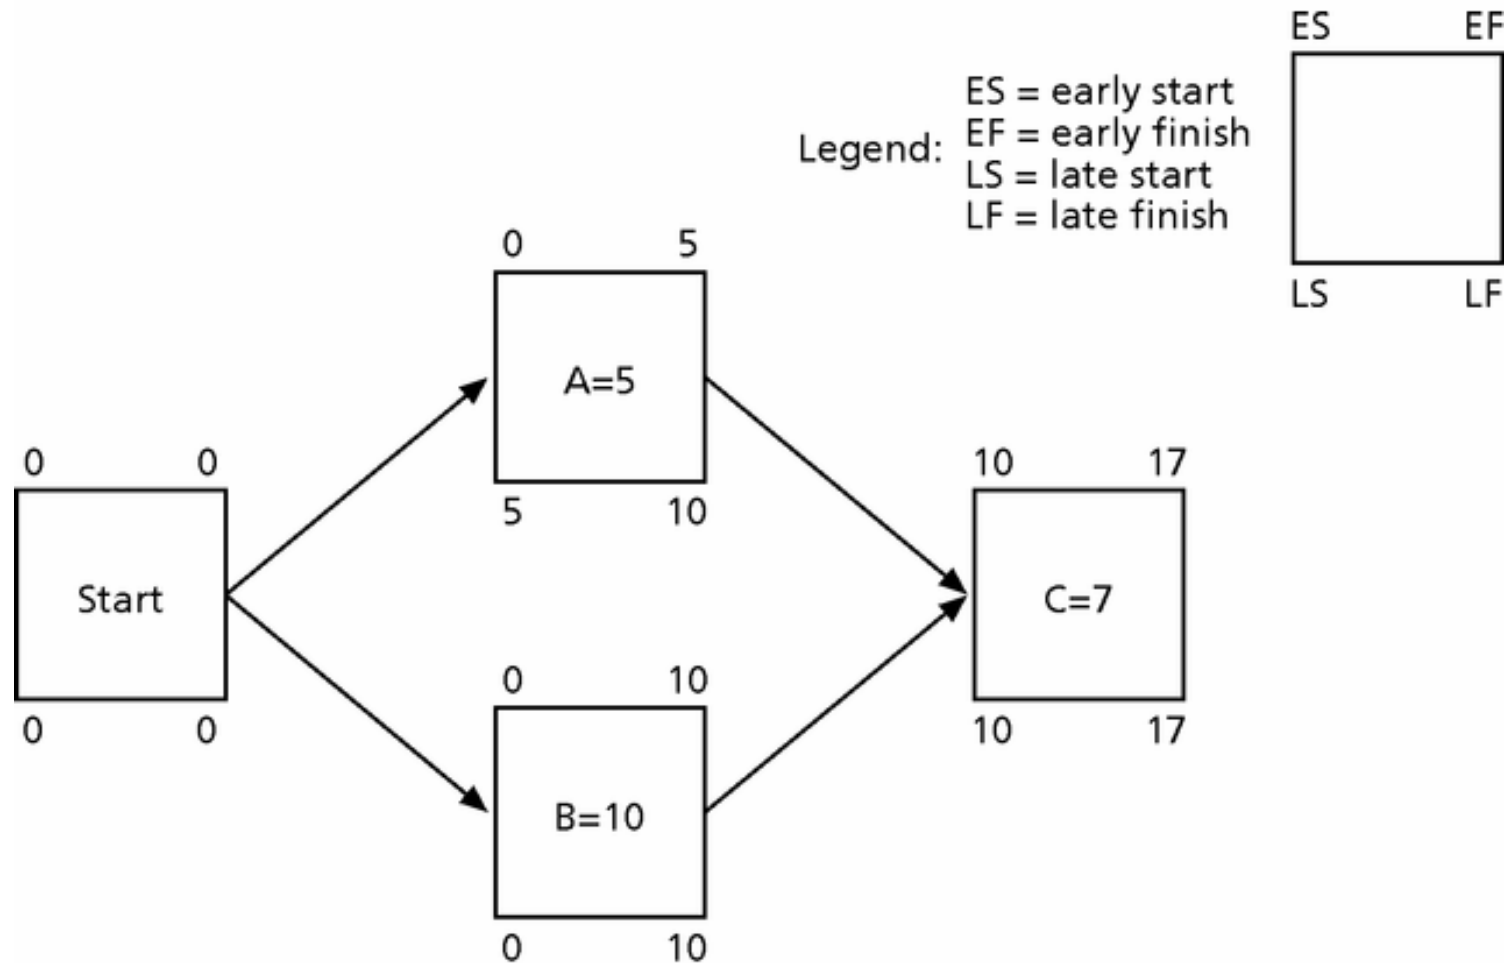 ES EF
ES = early start
EF = early finish
Legend:
LS = late start
LF = late finish
LS LF
0 5
A=5
5 10
0 0
Start
0 0
10 17
C=7
10 17
0 10
B=10
0 10